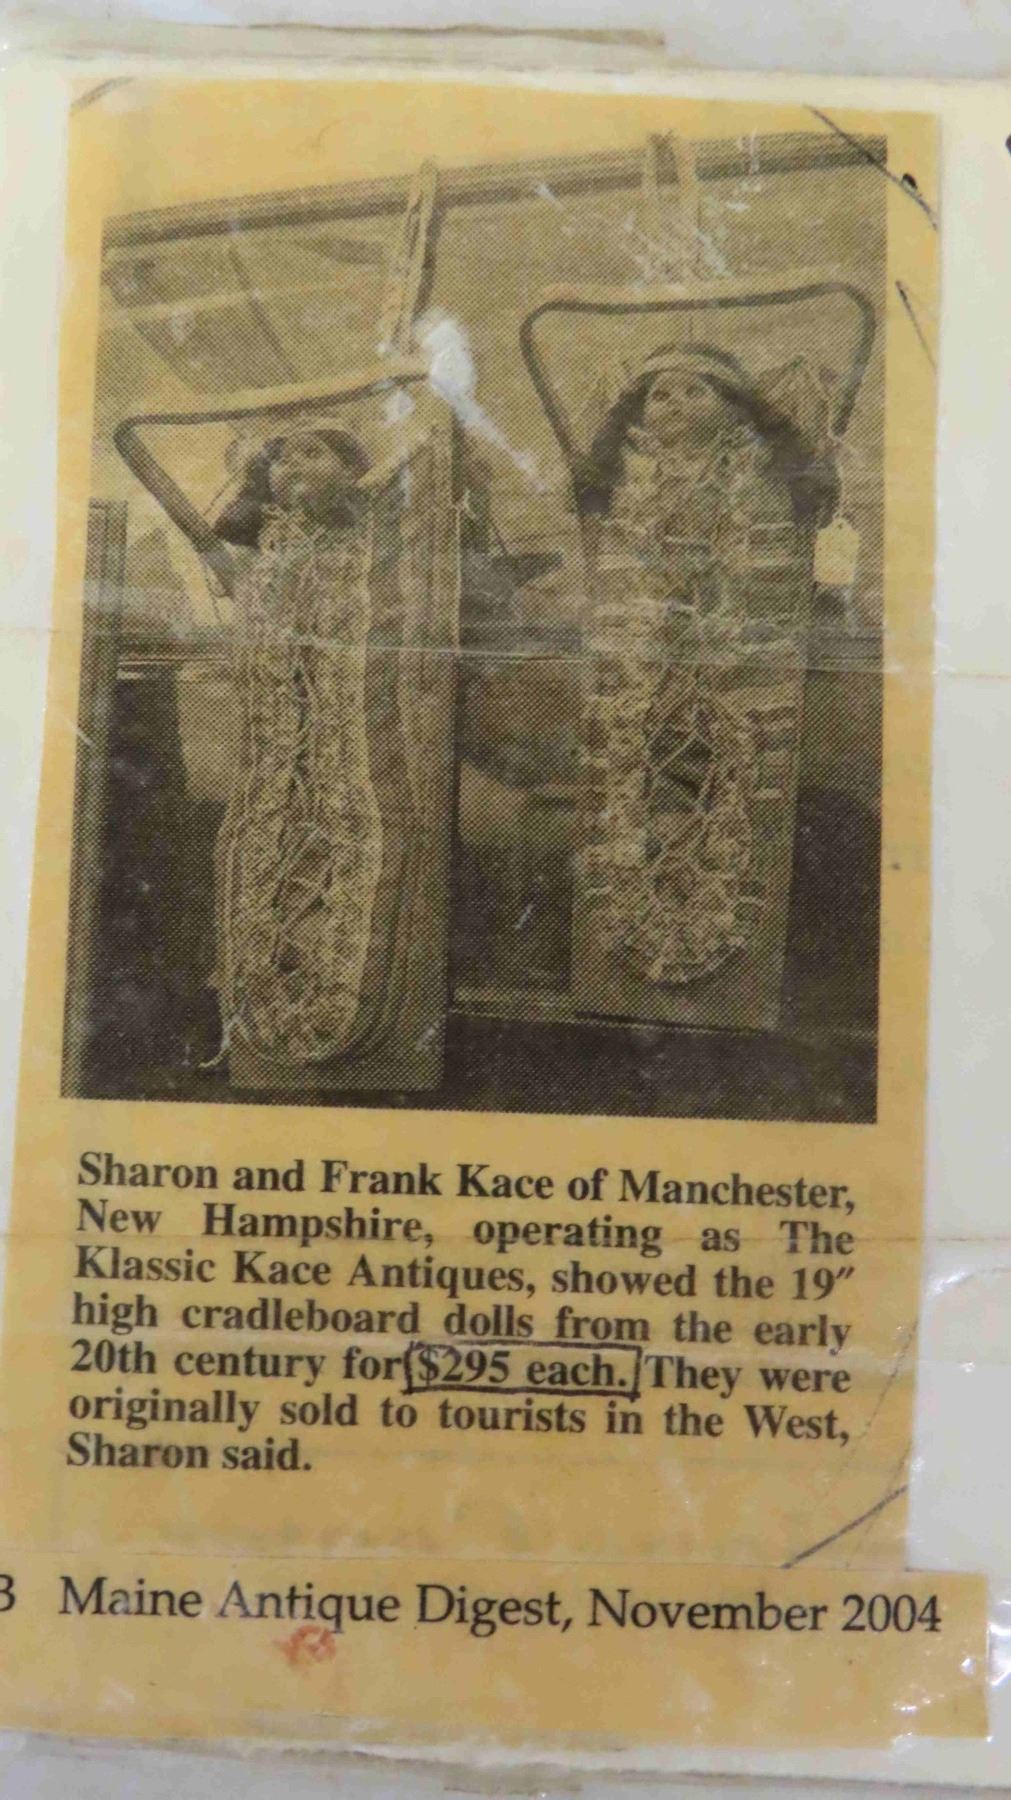 Sharon and Frank Kace of Manchester,
New Hampshire, operating as The
Klassic Kace Antiques, showed the 19″
high cradleboard dolls from the early
20th century for $295 each. They were
originally sold to tourists in the West,
Sharon said.
Maine Antique Digest, November 2004